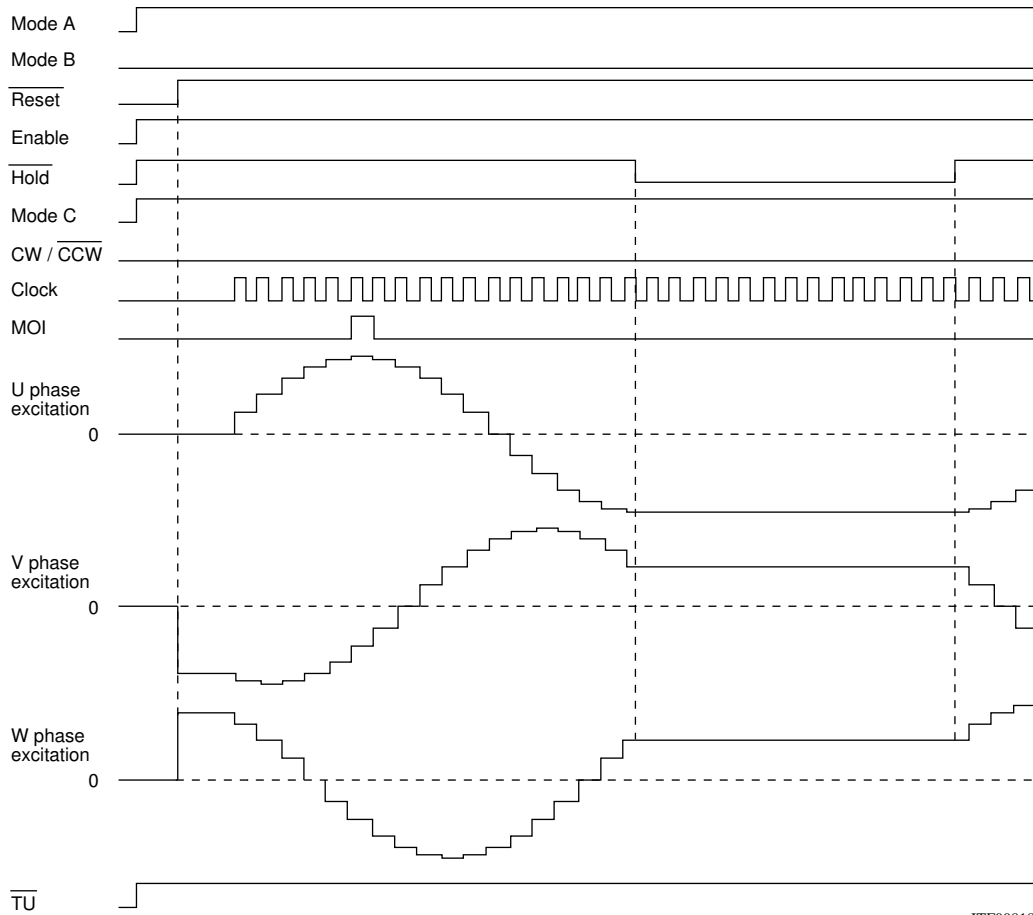 Mode A
Mode B
Reset
Enable
Hold
Mode C
CW / CCW
Clock
MOI
U phase
excitation
0
V phase
excitation
0
W phase
excitation
0
TU